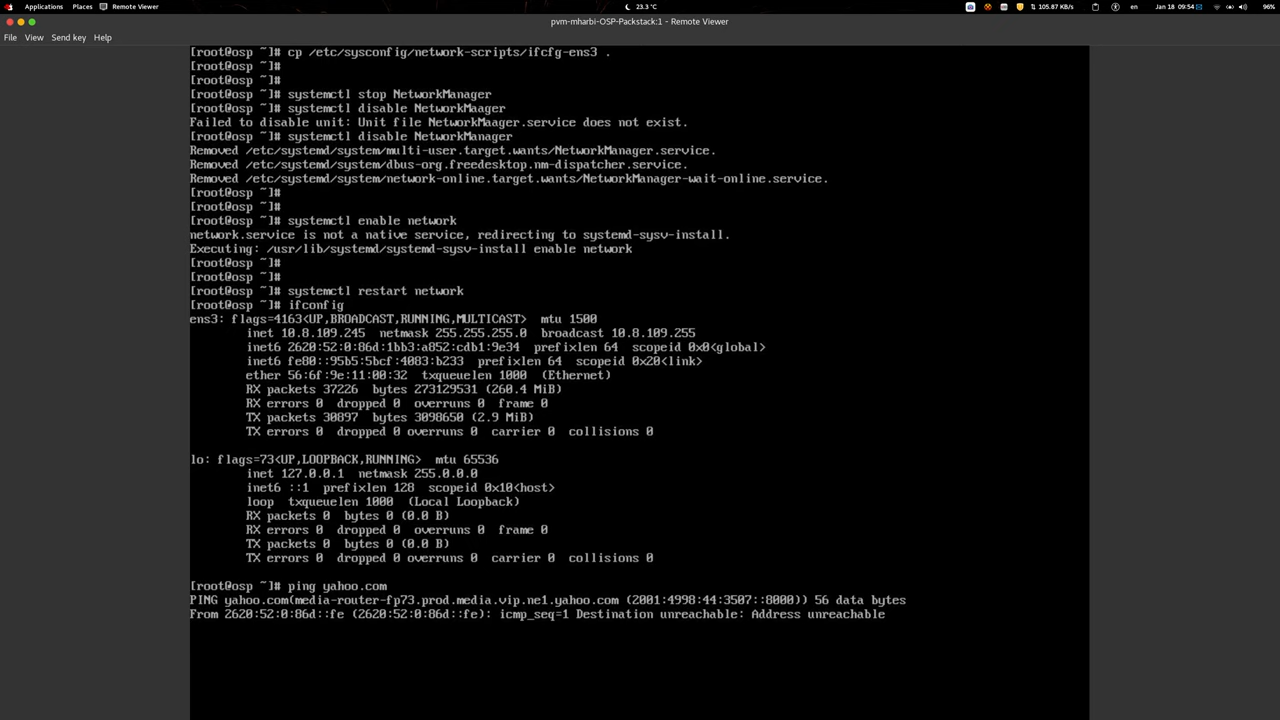 Applications Places Remote Viewer 23.3 °C 105.87 KB/s en Jan 18 09:54 96%
pvm-mharbi-OSP-Packstack:1 - Remote Viewer
File View Send key Help
[root@osp ~]# cp /etc/sysconfig/network-scripts/ifcfg-ens3 .
[root@osp ~]#
[root@osp ~]#
[root@osp ~]# systemctl stop NetworkManager
[root@osp ~]# systemctl disable NetworkMaager
Failed to disable unit: Unit file NetworkMaager.service does not exist.
[root@osp ~]# systemctl disable NetworkManager
Removed /etc/systemd/system/multi-user.target.wants/NetworkManager.service.
Removed /etc/systemd/system/dbus-org.freedesktop.nm-dispatcher.service.
Removed /etc/systemd/system/network-online.target.wants/NetworkManager-wait-online.service.
[root@osp ~]#
[root@osp ~]#
[root@osp ~]# systemctl enable network
network.service is not a native service, redirecting to systemd-sysv-install.
Executing: /usr/lib/systemd/systemd-sysv-install enable network
[root@osp ~]#
[root@osp ~]#
[root@osp ~]# systemctl restart network
[root@osp ~]# ifconfig
ens3: flags=4163<UP,BROADCAST,RUNNING,MULTICAST> mtu 1500
inet 10.8.109.245 netmask 255.255.255.0 broadcast 10.8.109.255
inet6 2620:52:0:86d:1bb3:a852:cdb1:9e34 prefixlen 64 scopeid 0x0<global>
inet6 fe80::95b5:5bcf:4083:b233 prefixlen 64 scopeid 0x20<link>
ether 56:6f:9e:11:00:32 txqueuelen 1000 (Ethernet)
RX packets 37226 bytes 273129531 (260.4 MiB)
RX errors 0 dropped 0 overruns 0 frame 0
TX packets 30897 bytes 3098650 (2.9 MiB)
TX errors 0 dropped 0 overruns 0 carrier 0 collisions 0
lo: flags=73<UP,LOOPBACK,RUNNING> mtu 65536
inet 127.0.0.1 netmask 255.0.0.0
inet6 ::1 prefixlen 128 scopeid 0x10<host>
loop txqueuelen 1000 (Local Loopback)
RX packets 0 bytes 0 (0.0 B)
RX errors 0 dropped 0 overruns 0 frame 0
TX packets 0 bytes 0 (0.0 B)
TX errors 0 dropped 0 overruns 0 carrier 0 collisions 0
[root@osp ~]# ping yahoo.com
PING yahoo.com(media-router-fp73.prod.media.vip.ne1.yahoo.com (2001:4998:44:3507::8000)) 56 data bytes
From 2620:52:0:86d::fe (2620:52:0:86d::fe): icmp_seq=1 Destination unreachable: Address unreachable